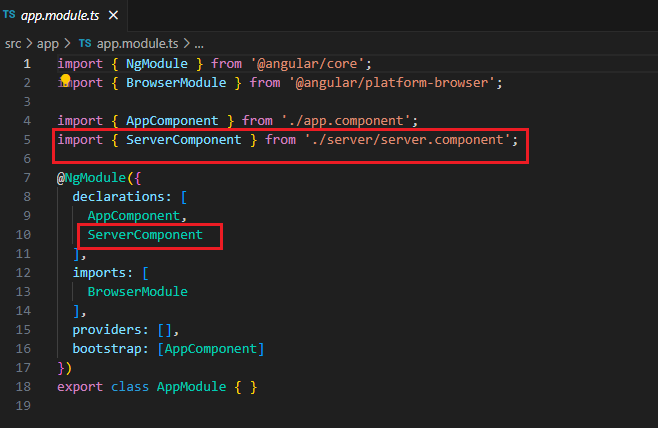 TS app.module.ts ×
src > app > TS app.module.ts > ...
1 import { NgModule } from '@angular/core';
2 import { BrowserModule } from '@angular/platform-browser';
3
4 import { AppComponent } from './app.component';
5 import { ServerComponent } from './server/server.component';
6
7 @NgModule({
8   declarations: [
9     AppComponent,
10     ServerComponent
11   ],
12   imports: [
13     BrowserModule
14   ],
15   providers: [],
16   bootstrap: [AppComponent]
17 })
18 export class AppModule { }
19